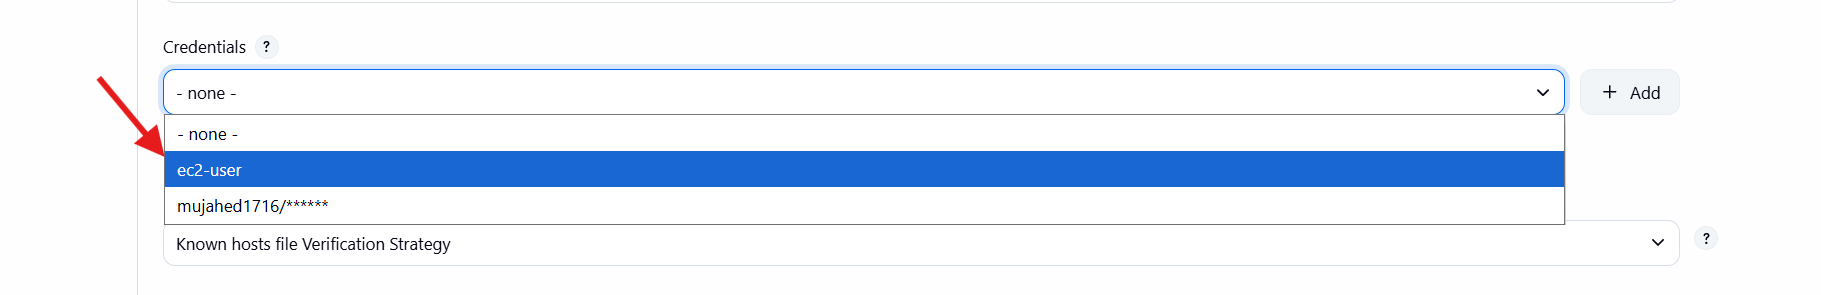 Credentials ?
- none -
+ Add
- none -
ec2-user
mujahed1716/******
Known hosts file Verification Strategy
?